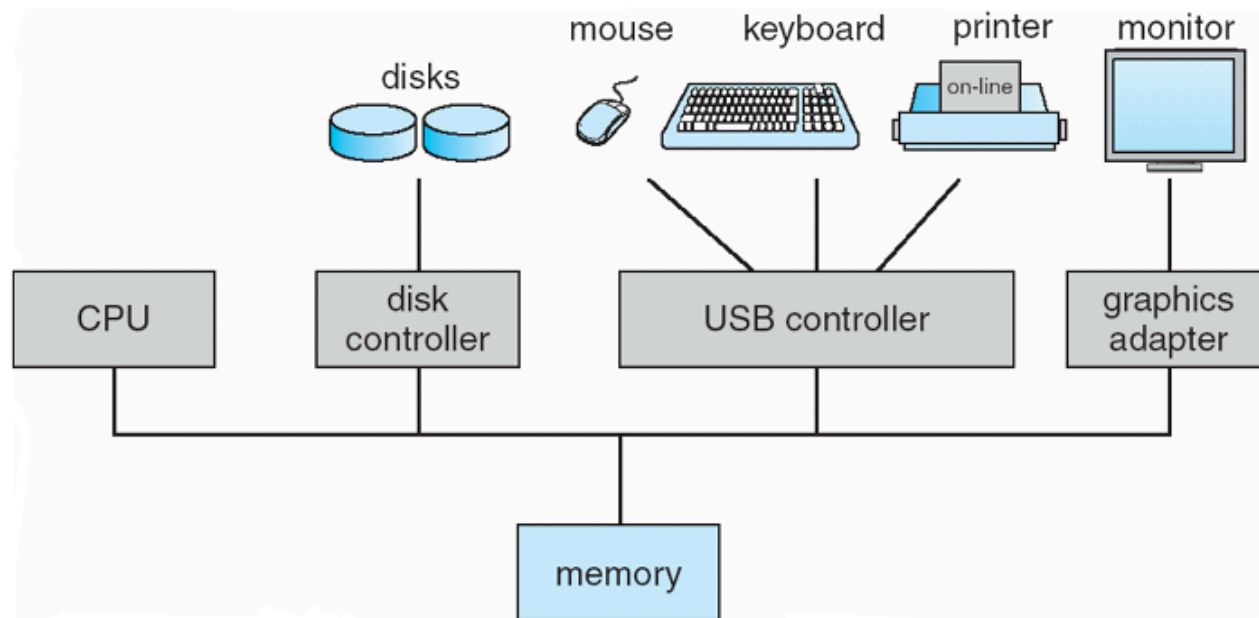 mouse
keyboard
printer
monitor
disks
on-line
CPU
disk
controller
USB controller
graphics
adapter
memory